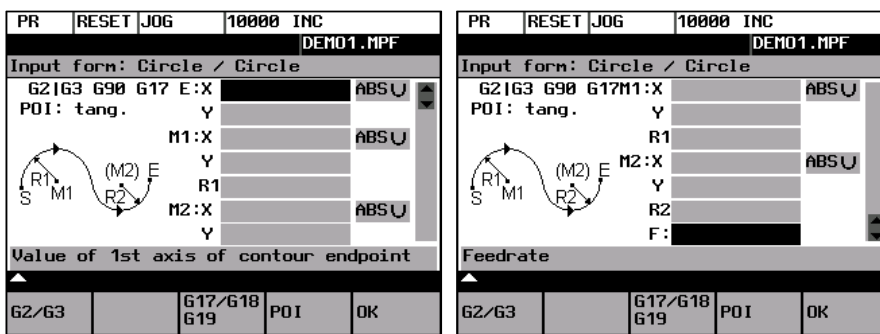 PR RESET JOG 10000 INC
DEMO1.MPF
Input form: Circle / Circle
G2|G3 G90 G17 E:X ABS
POI: tang. Y
M1:X ABS
Y
R1
M2:X ABS
Y
R1 M1 S (M2) R2 E
Value of 1st axis of contour endpoint
G2/G3 G17/G18 G19 POI OK
PR RESET JOG 10000 INC
DEMO1.MPF
Input form: Circle / Circle
G2|G3 G90 G17M1:X ABS
POI: tang. Y
R1
M2:X ABS
Y
R2
F:
R1 M1 S (M2) R2 E
Feedrate
G2/G3 G17/G18 G19 POI OK